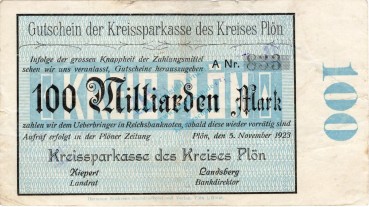 Gutschein der Kreissparkasse des Kreises Plön
Infolge der grossen Knappheit der Zahlungsmittel
sehen wir uns veranlasst, Gutscheine herauszugeben
A Nr. 833
100 Milliarden Mark
zahlen wir dem Ueberbringer in Reichsbanknoten, sobald diese wieder vorrätig sind
Aufruf erfolgt in der Plöner Zeitung Plön, den 5. November 1923
Kreissparkasse des Kreises Plön
Kiepert Landsberg
Landrat Bankdirektor
100